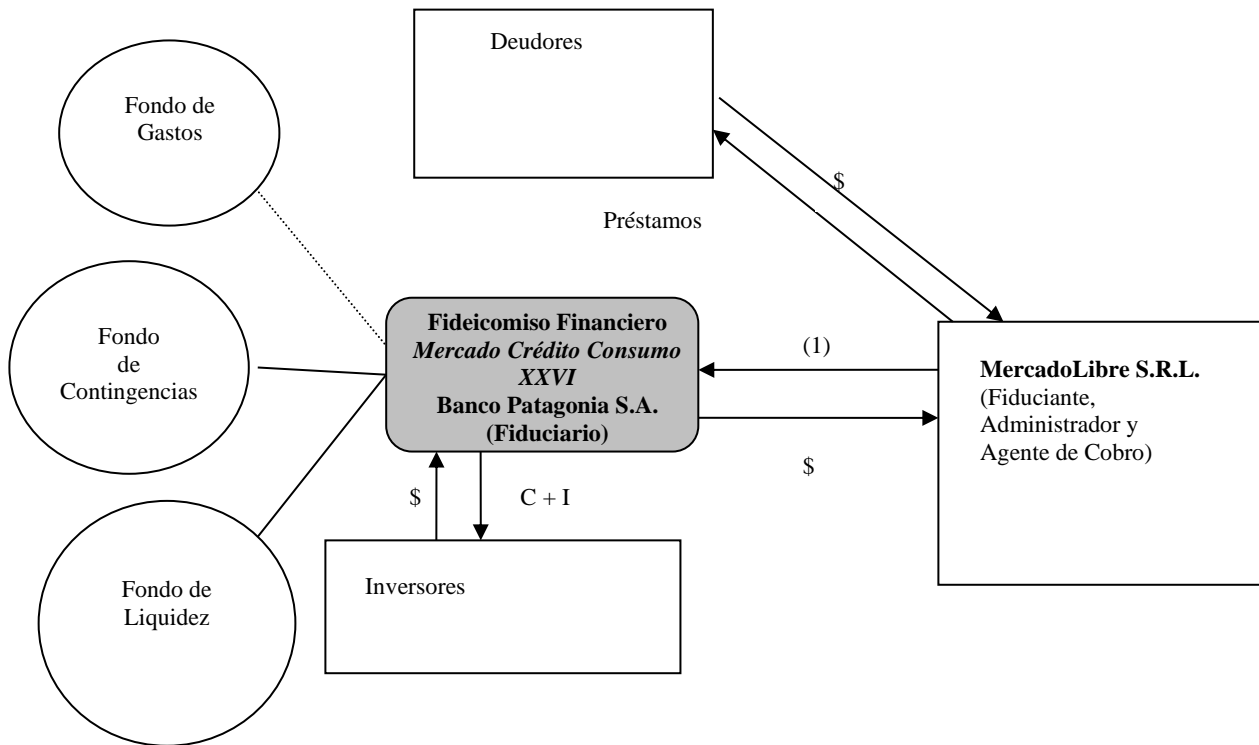 Deudores
Fondo de
Gastos
$
Préstamos
Fondo
de
Contingencias
Fideicomiso Financiero
Mercado Crédito Consumo
XXVI
Banco Patagonia S.A.
(Fiduciario)
(1)
MercadoLibre S.R.L.
(Fiduciante,
Administrador y
Agente de Cobro)
$
$
C + I
Fondo de
Liquidez
Inversores